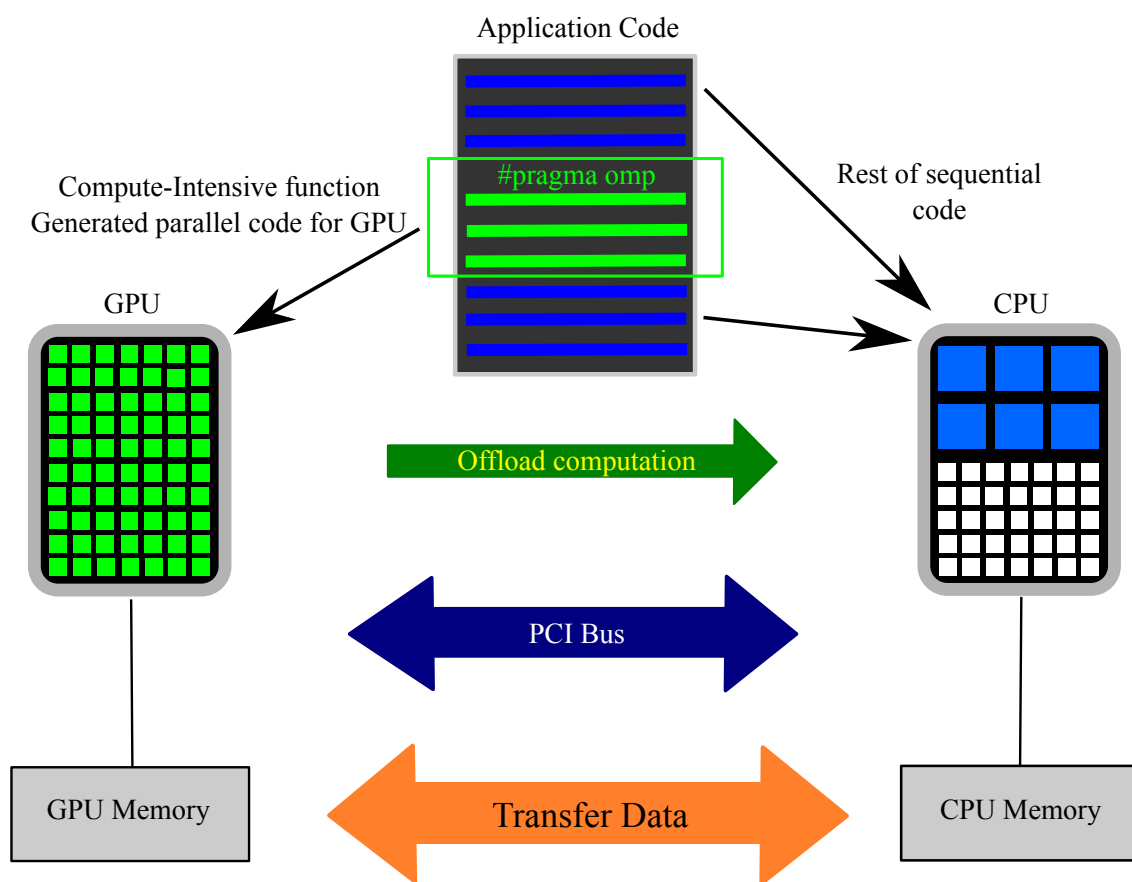 Application Code
#pragma omp
Compute-Intensive function
Generated parallel code for GPU
Rest of sequential
code
GPU
CPU
Offload computation
PCI Bus
GPU Memory
Transfer Data
CPU Memory